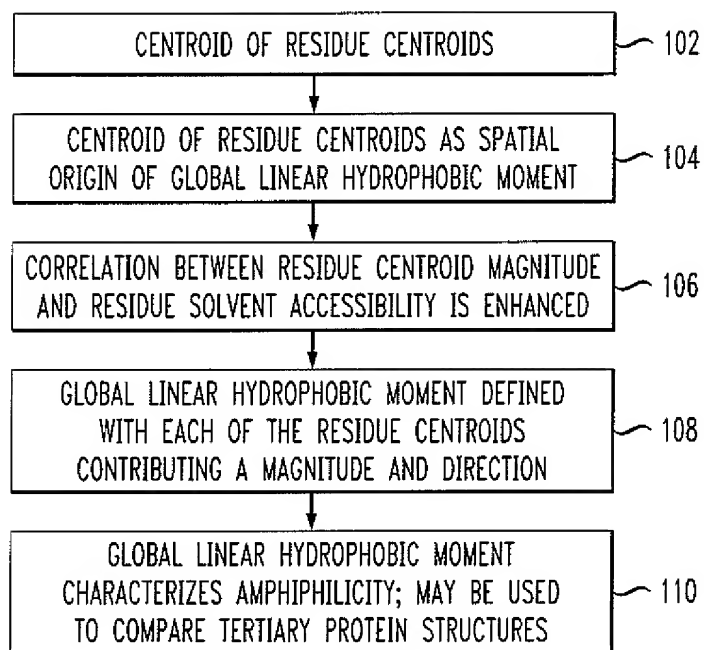 CENTROID OF RESIDUE CENTROIDS
102
CENTROID OF RESIDUE CENTROIDS AS SPATIAL
ORIGIN OF GLOBAL LINEAR HYDROPHOBIC MOMENT
104
CORRELATION BETWEEN RESIDUE CENTROID MAGNITUDE
AND RESIDUE SOLVENT ACCESSIBILITY IS ENHANCED
106
GLOBAL LINEAR HYDROPHOBIC MOMENT DEFINED
WITH EACH OF THE RESIDUE CENTROIDS
CONTRIBUTING A MAGNITUDE AND DIRECTION
108
GLOBAL LINEAR HYDROPHOBIC MOMENT
CHARACTERIZES AMPHIPHILICITY; MAY BE USED
TO COMPARE TERTIARY PROTEIN STRUCTURES
110